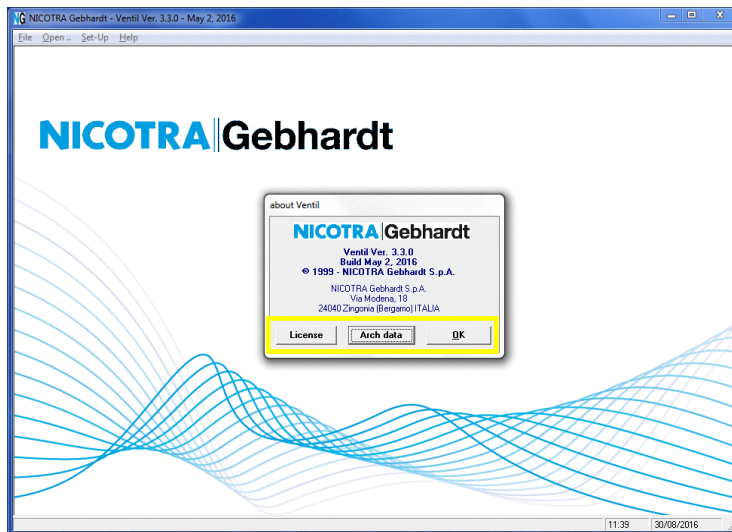 NICOTRA Gebhardt - Ventil Ver. 3.3.0 - May 2, 2016
File Open .. Set-Up Help
NICOTRA Gebhardt
about Ventil
NICOTRA Gebhardt
Ventil Ver. 3.3.0
Build May 2, 2016
© 1999 - NICOTRA Gebhardt S.p.A.
NICOTRA Gebhardt S.p.A.
Via Modena, 18
24040 Zingonia (Bergamo) ITALIA
License Arch data OK
11:39 30/08/2016